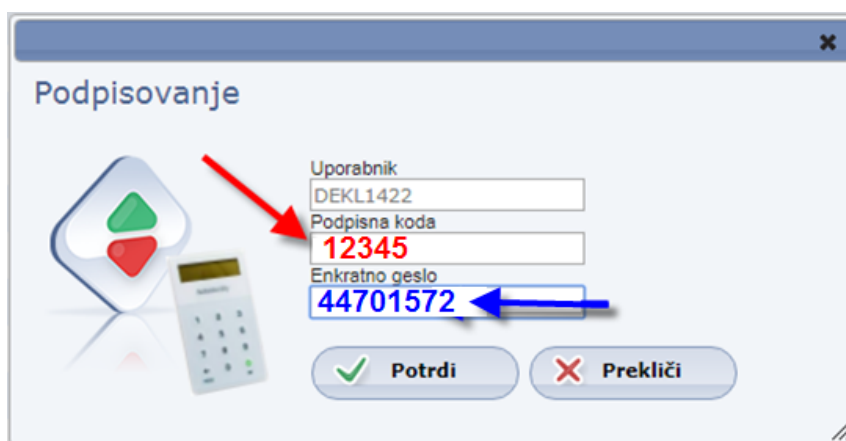 Podpisovanje
Uporabnik
DEKL1422
Podpisna koda
12345
Enkratno geslo
44701572
Potrdi
Prekliči